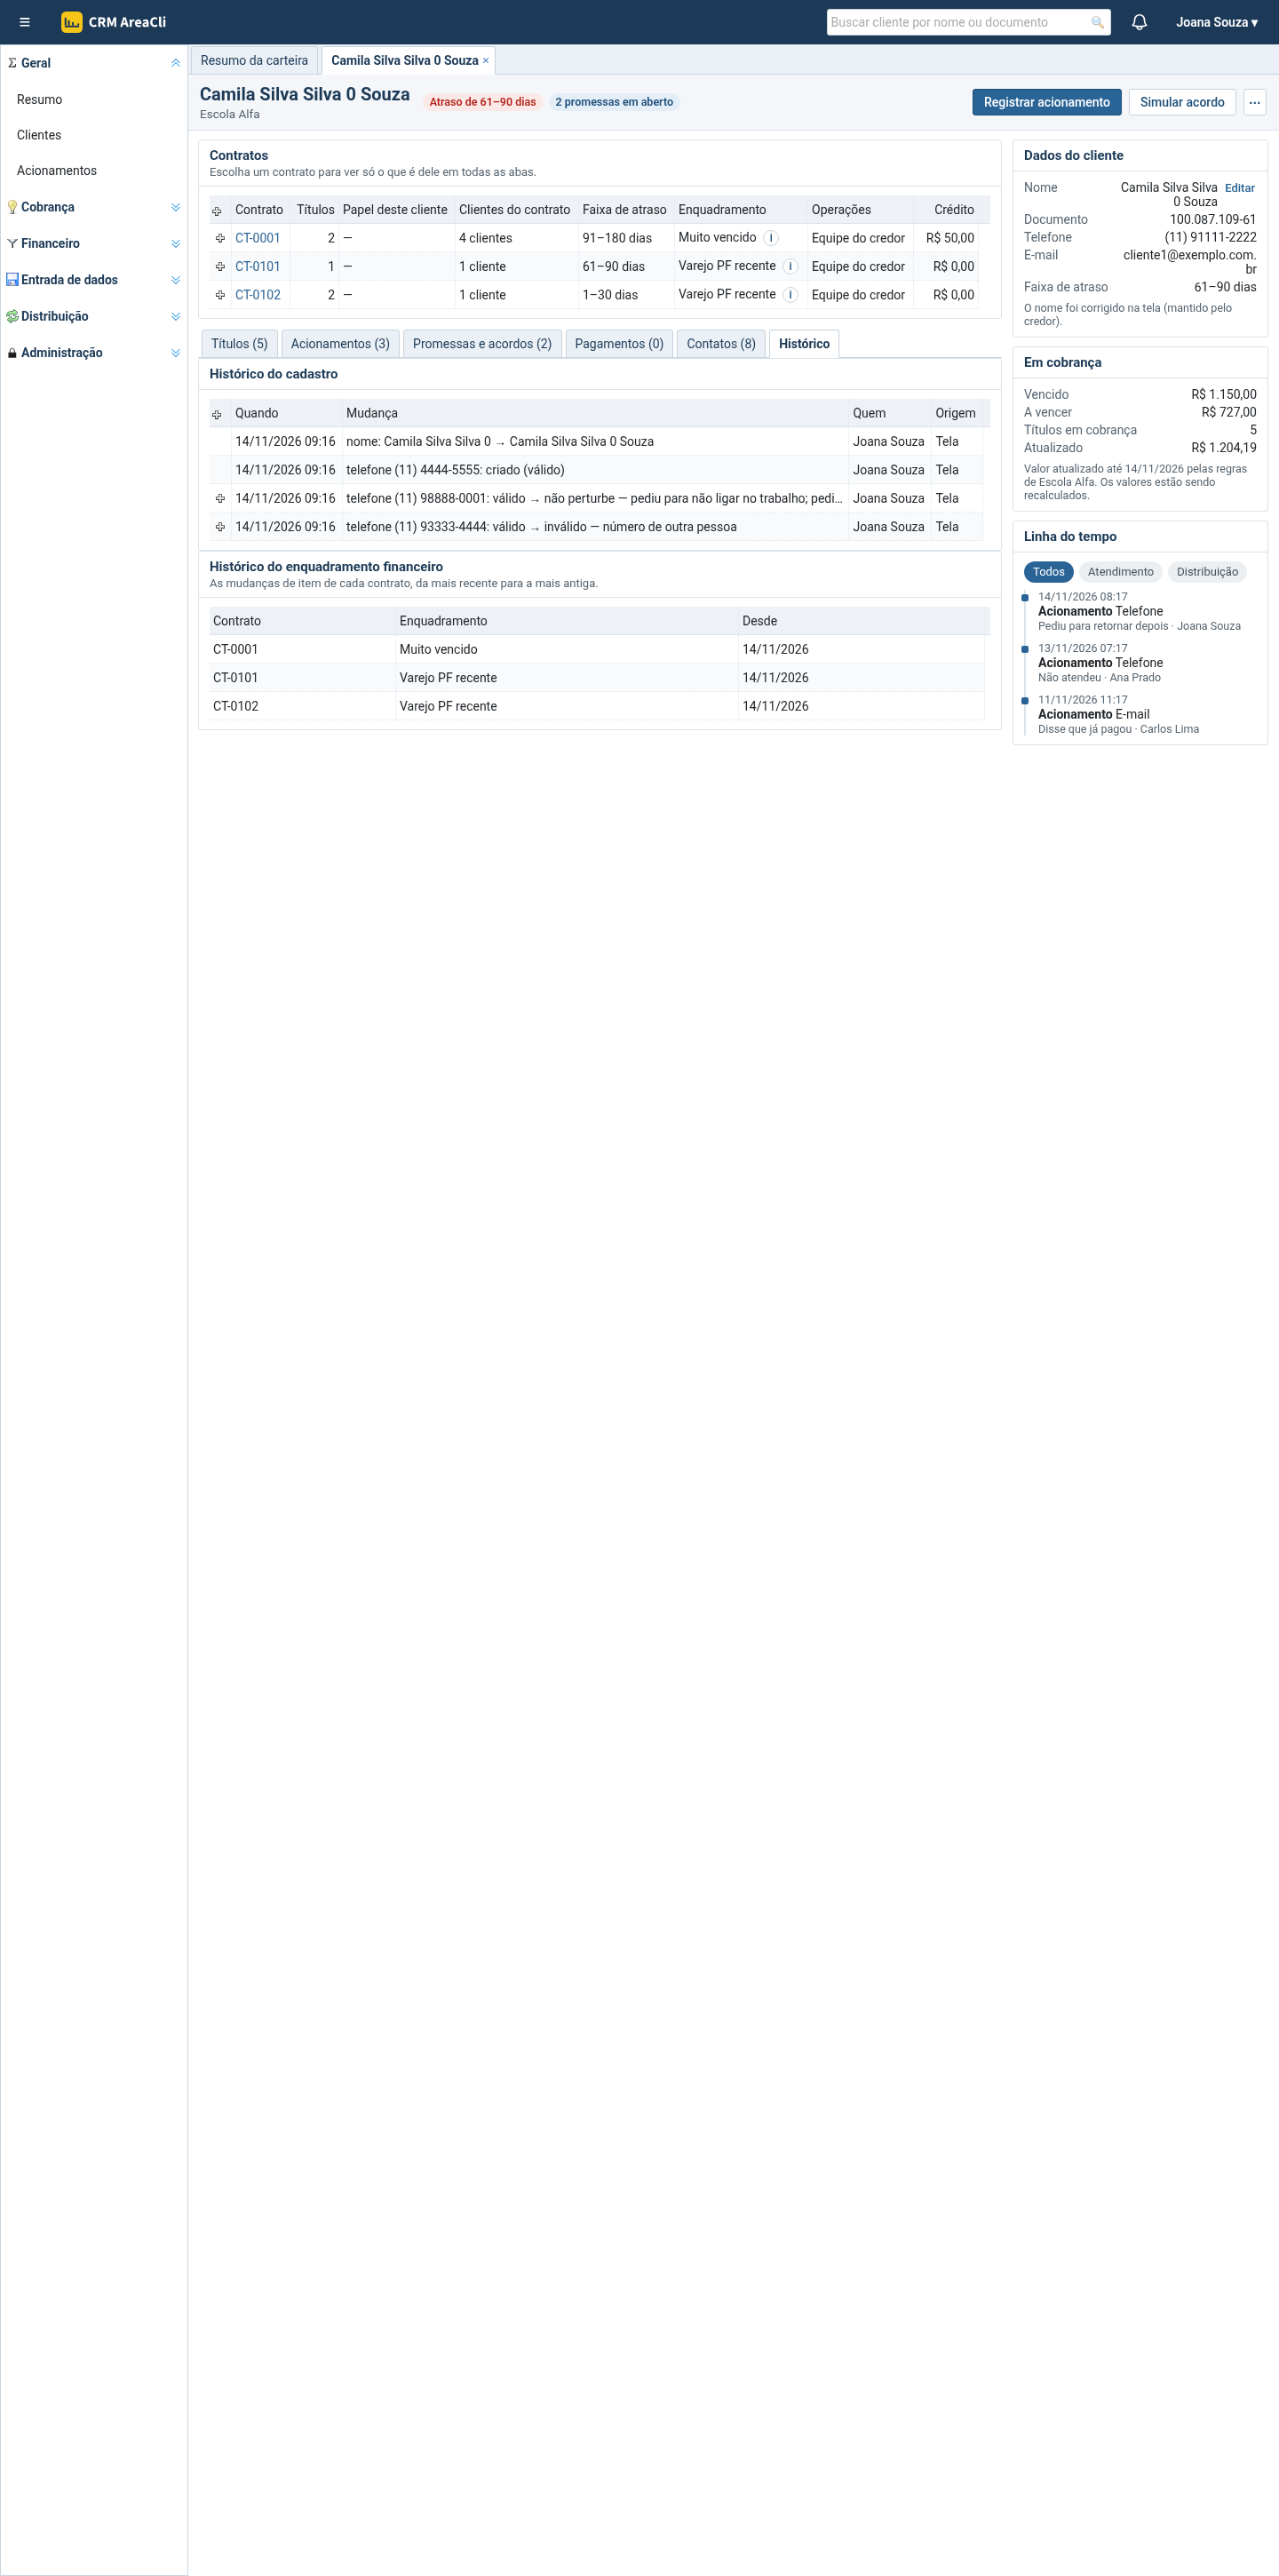 ≡ CRM AreaCli Buscar cliente por nome ou documento Joana Souza ▾
Geral
Resumo
Clientes
Acionamentos
Cobrança
Financeiro
Entrada de dados
Distribuição
Administração
Resumo da carteira Camila Silva Silva 0 Souza ×
Camila Silva Silva 0 Souza Atraso de 61–90 dias 2 promessas em aberto
Escola Alfa
Registrar acionamento Simular acordo ···
Contratos
Escolha um contrato para ver só o que é dele em todas as abas.
Contrato Títulos Papel deste cliente Clientes do contrato Faixa de atraso Enquadramento Operações Crédito
CT-0001 2 — 4 clientes 91–180 dias Muito vencido i Equipe do credor R$ 50,00
CT-0101 1 — 1 cliente 61–90 dias Varejo PF recente i Equipe do credor R$ 0,00
CT-0102 2 — 1 cliente 1–30 dias Varejo PF recente i Equipe do credor R$ 0,00
Títulos (5) Acionamentos (3) Promessas e acordos (2) Pagamentos (0) Contatos (8) Histórico
Histórico do cadastro
Quando Mudança Quem Origem
14/11/2026 09:16 nome: Camila Silva Silva 0 → Camila Silva Silva 0 Souza Joana Souza Tela
14/11/2026 09:16 telefone (11) 4444-5555: criado (válido) Joana Souza Tela
14/11/2026 09:16 telefone (11) 98888-0001: válido → não perturbe — pediu para não ligar no trabalho; pedi... Joana Souza Tela
14/11/2026 09:16 telefone (11) 93333-4444: válido → inválido — número de outra pessoa Joana Souza Tela
Histórico do enquadramento financeiro
As mudanças de item de cada contrato, da mais recente para a mais antiga.
Contrato Enquadramento Desde
CT-0001 Muito vencido 14/11/2026
CT-0101 Varejo PF recente 14/11/2026
CT-0102 Varejo PF recente 14/11/2026
Dados do cliente
Nome Camila Silva Silva Editar
0 Souza
Documento 100.087.109-61
Telefone (11) 91111-2222
E-mail cliente1@exemplo.com.
br
Faixa de atraso 61–90 dias
O nome foi corrigido na tela (mantido pelo
credor).
Em cobrança
Vencido R$ 1.150,00
A vencer R$ 727,00
Títulos em cobrança 5
Atualizado R$ 1.204,19
Valor atualizado até 14/11/2026 pelas regras
de Escola Alfa. Os valores estão sendo
recalculados.
Linha do tempo
Todos Atendimento Distribuição
14/11/2026 08:17
Acionamento Telefone
Pediu para retornar depois · Joana Souza
13/11/2026 07:17
Acionamento Telefone
Não atendeu · Ana Prado
11/11/2026 11:17
Acionamento E-mail
Disse que já pagou · Carlos Lima